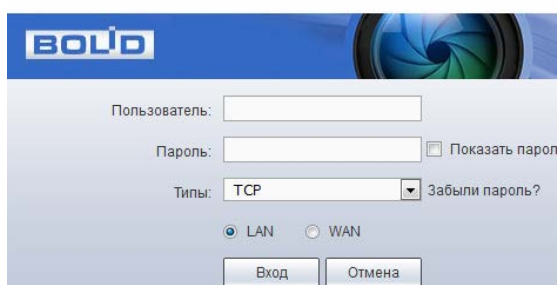 BOLID
Пользователь:
Пароль: Показать парол
Типы: TCP Забыли пароль?
LAN WAN
Вход Отмена